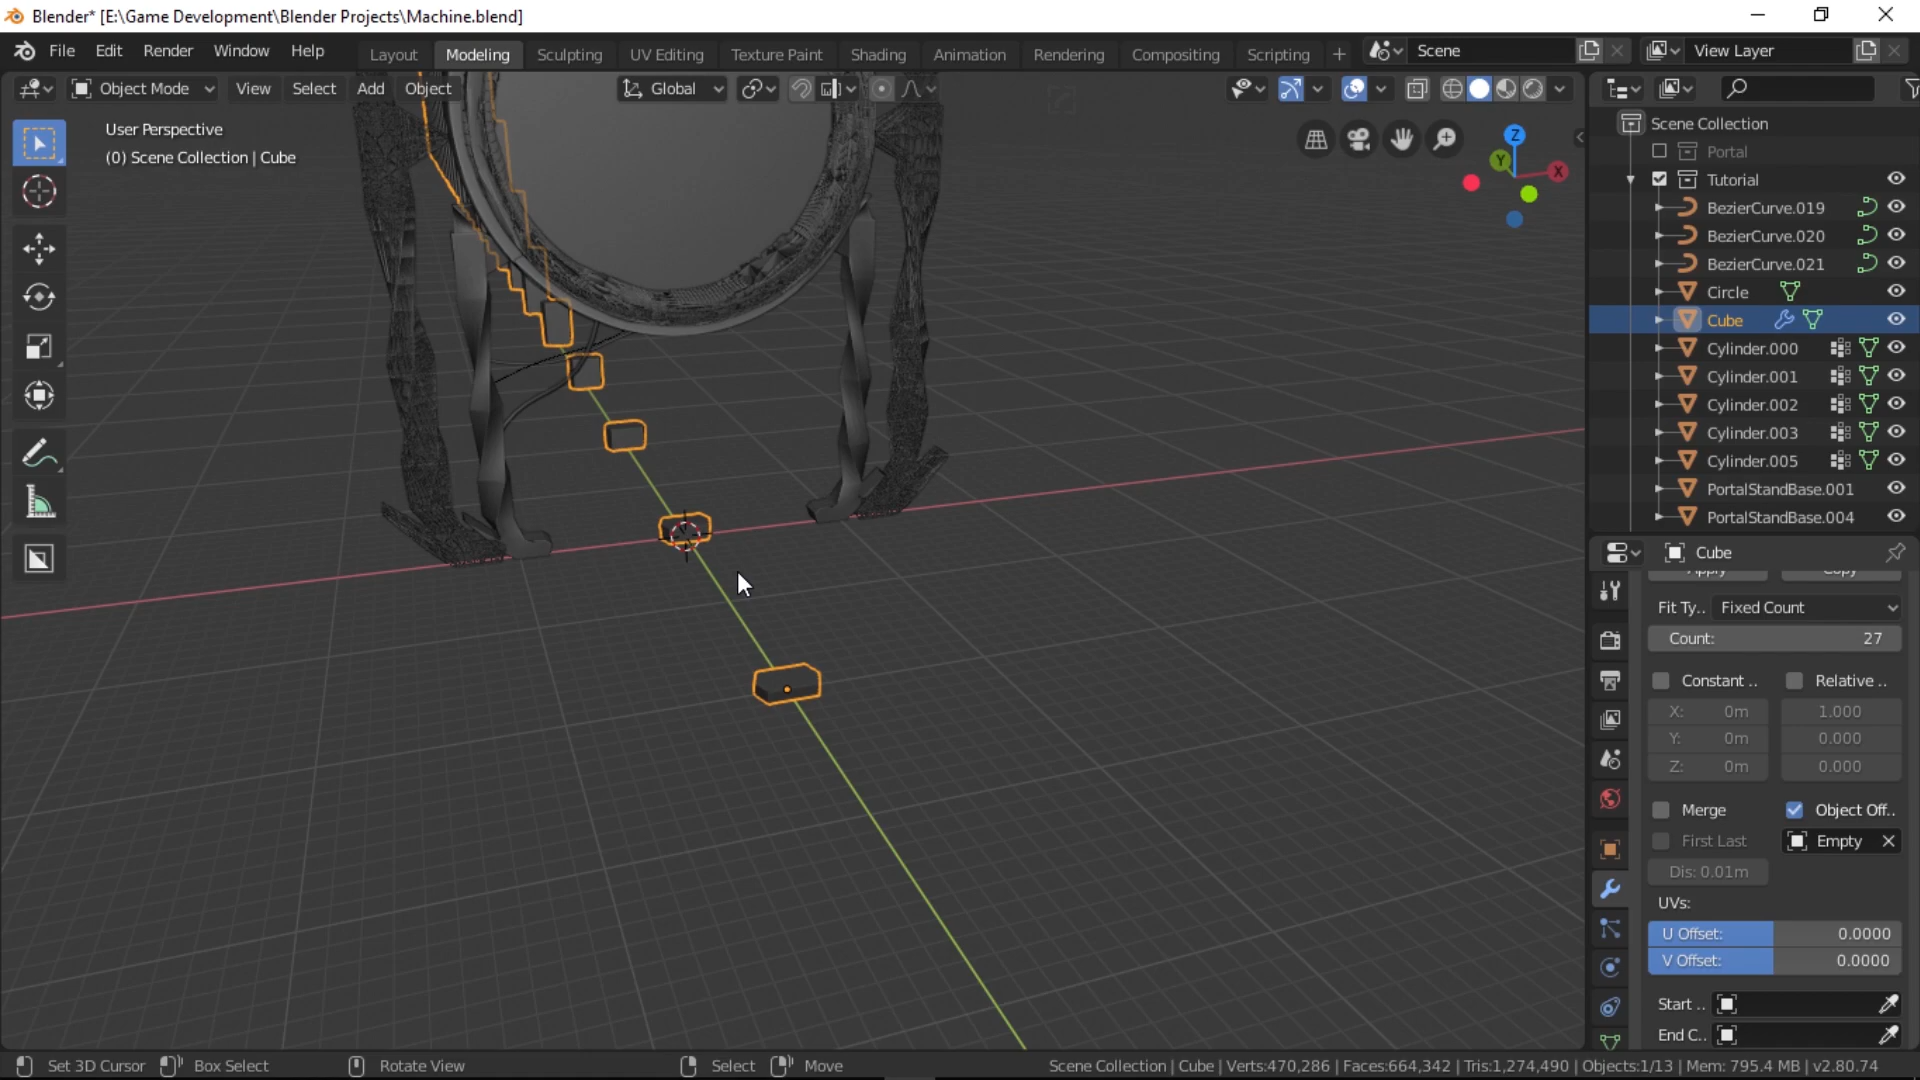 Blender* [E:\Game Development\Blender Projects\Machine.blend]
File Edit Render Window Help Layout Modeling Sculpting UV Editing Texture Paint Shading Animation Rendering Compositing Scripting + Scene View Layer
Object Mode View Select Add Object Global
User Perspective
(0) Scene Collection | Cube
Z
Y
X
Scene Collection
Portal
Tutorial
BezierCurve.019
BezierCurve.020
BezierCurve.021
Circle
Cube
Cylinder.000
Cylinder.001
Cylinder.002
Cylinder.003
Cylinder.005
PortalStandBase.001
PortalStandBase.004
Cube
Apply Copy
Fit Ty.. Fixed Count
Count: 27
Constant .. Relative ..
X: 0m 1.000
Y: 0m 0.000
Z: 0m 0.000
Merge Object Off..
First Last Empty
Dis: 0.01m
UVs:
U Offset: 0.0000
V Offset: 0.0000
Start ..
End C..
Set 3D Cursor Box Select Rotate View Select Move Scene Collection | Cube | Verts:470,286 | Faces:664,342 | Tris:1,274,490 | Objects:1/13 | Mem: 795.4 MB | v2.80.74